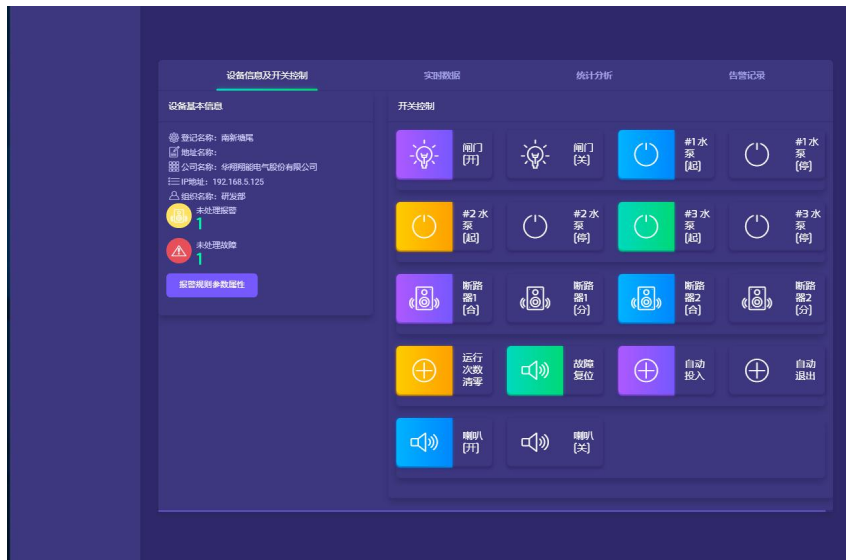 设备信息及开关控制
实时数据
统计分析
告警记录
设备基本信息
登记名称：南新塘尾
地址名称：
公司名称：华翔翔能电气股份有限公司
IP地址：192.168.5.125
组织名称：研发部
未处理报警
1
未处理故障
1
报警规则参数属性
开关控制
闸门
[开]
闸门
[关]
#1水
泵
[起]
#1水
泵
[停]
#2水
泵
[起]
#2水
泵
[停]
#3水
泵
[起]
#3水
泵
[停]
断路
器1
[合]
断路
器1
[分]
断路
器2
[合]
断路
器2
[分]
运行
次数
清零
故障
复位
自动
投入
自动
退出
喇叭
[开]
喇叭
[关]